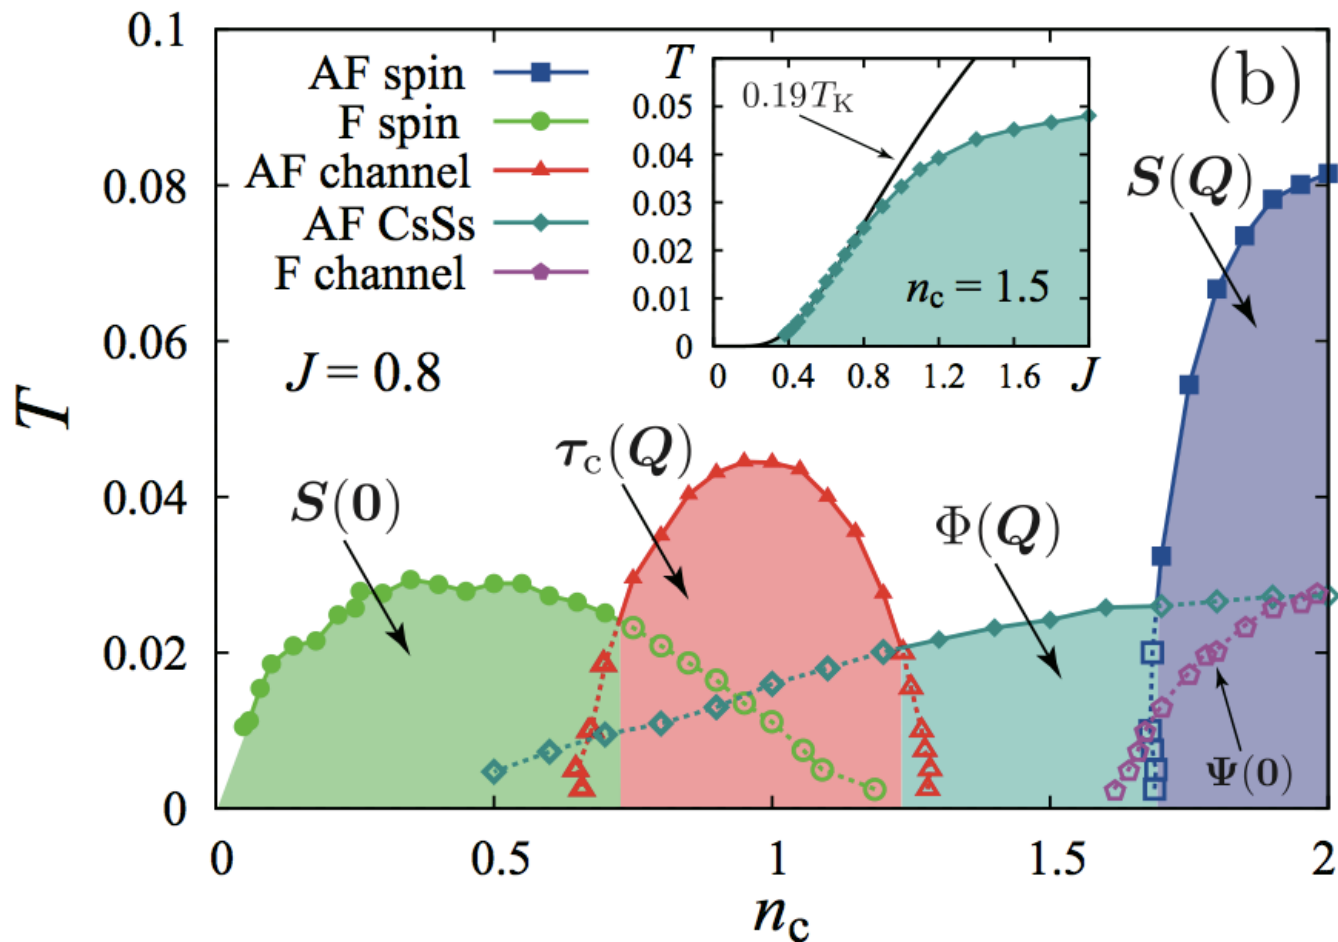 0.1
0.08
0.06
0.04
0.02
0
T
AF spin
F spin
AF channel
AF CsSs
F channel
J = 0.8
(b)
T
0.05
0.04
0.03
0.02
0.01
0
0.19T_K
n_c = 1.5
0 0.4 0.8 1.2 1.6 J
S(Q)
τ_c(Q)
S(0)
Φ(Q)
Ψ(0)
0 0.5 1 1.5 2
n_c